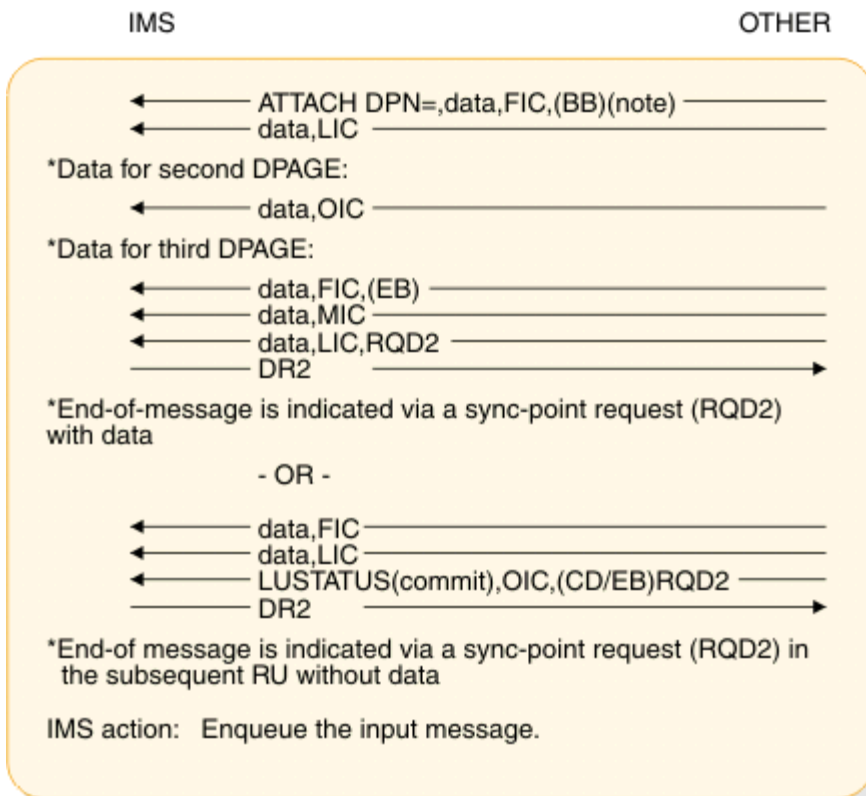 IMS OTHER
ATTACH DPN=,data,FIC,(BB)(note)
data,LIC
*Data for second DPAGE:
data,OIC
*Data for third DPAGE:
data,FIC,(EB)
data,MIC
data,LIC,RQD2
DR2
*End-of-message is indicated via a sync-point request (RQD2)
with data
- OR -
data,FIC
data,LIC
LUSTATUS(commit),OIC,(CD/EB)RQD2
DR2
*End-of message is indicated via a sync-point request (RQD2) in
the subsequent RU without data
IMS action: Enqueue the input message.